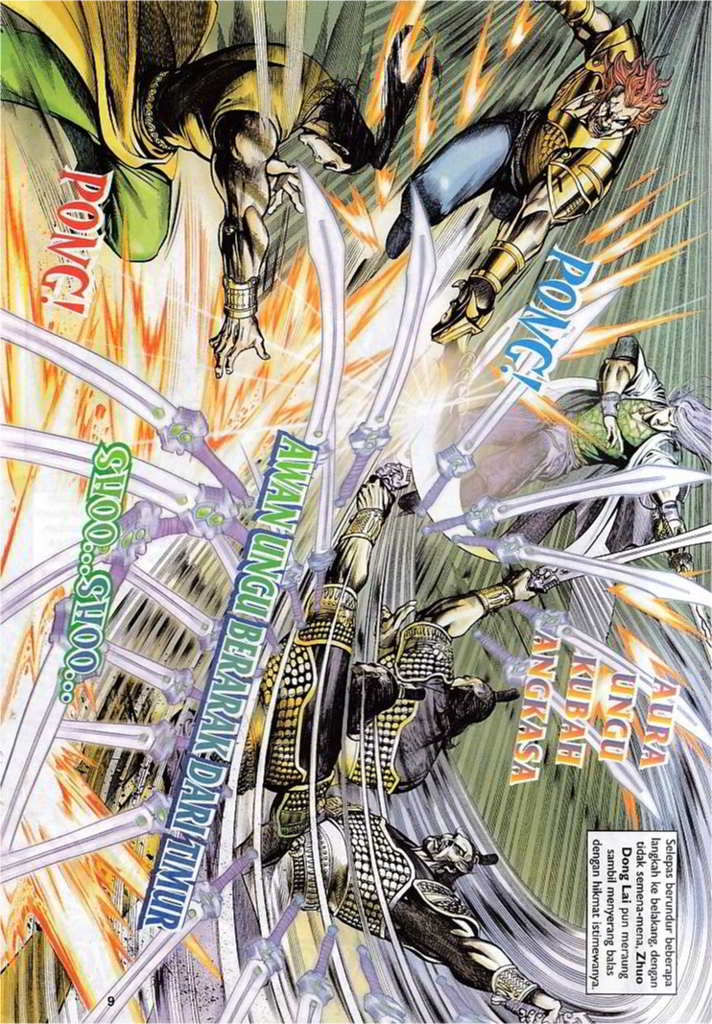 PONG!
PONG!
PONG!
SHOO...SHOO...
AWAN UNGU BERARAK DARI TIMUR
AURA
UNGU
KUBAH
ANGKASA
Selepas berundur beberapa
langkah ke belakang, dengan
tidak semena-mena, Zhuo
Dong Lai pun meraung
sambil menyerang balas
dengan hikmat istimewanya.
9